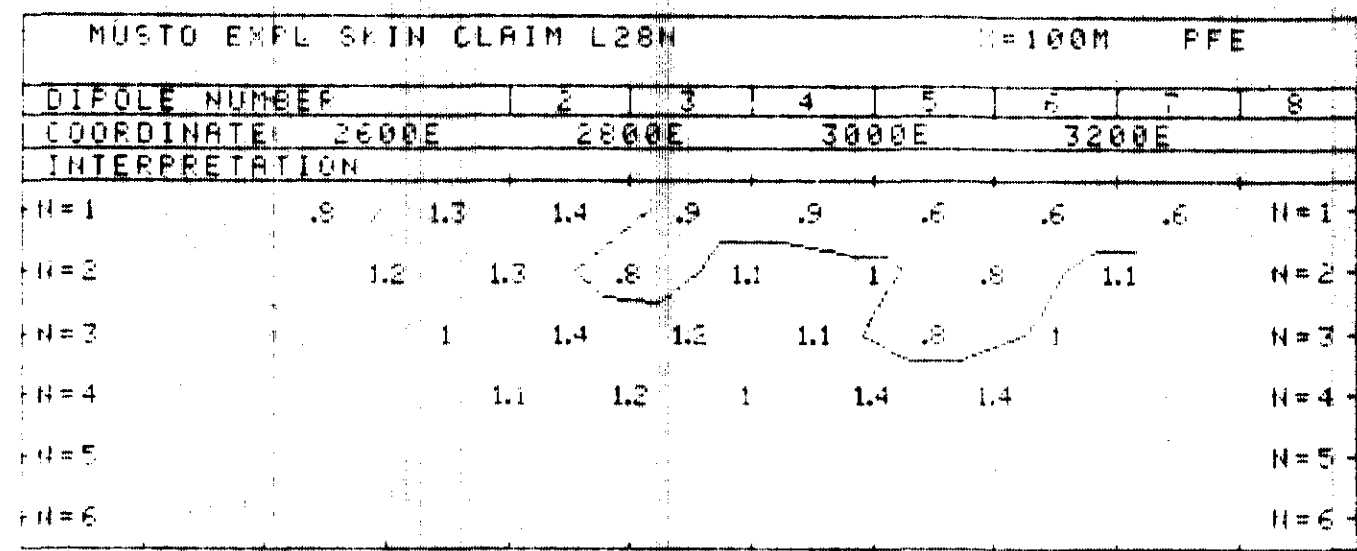 MUSTO EXPL SKIN CLAIM L28N X=100M PFE
DIPOLE NUMBER 2 3 4 5 6 7 8
COORDINATE 2600E 2800E 3000E 3200E
INTERPRETATION
N=1 .9 1.3 1.4 .9 .9 .6 .6 .6 N=1
N=2 1.2 1.3 .8 1.1 1 .8 1.1 N=2
N=3 1 1.4 1.2 1.1 .8 1 N=3
N=4 1.1 1.2 1 1.4 1.4 N=4
N=5 N=5
N=6 N=6